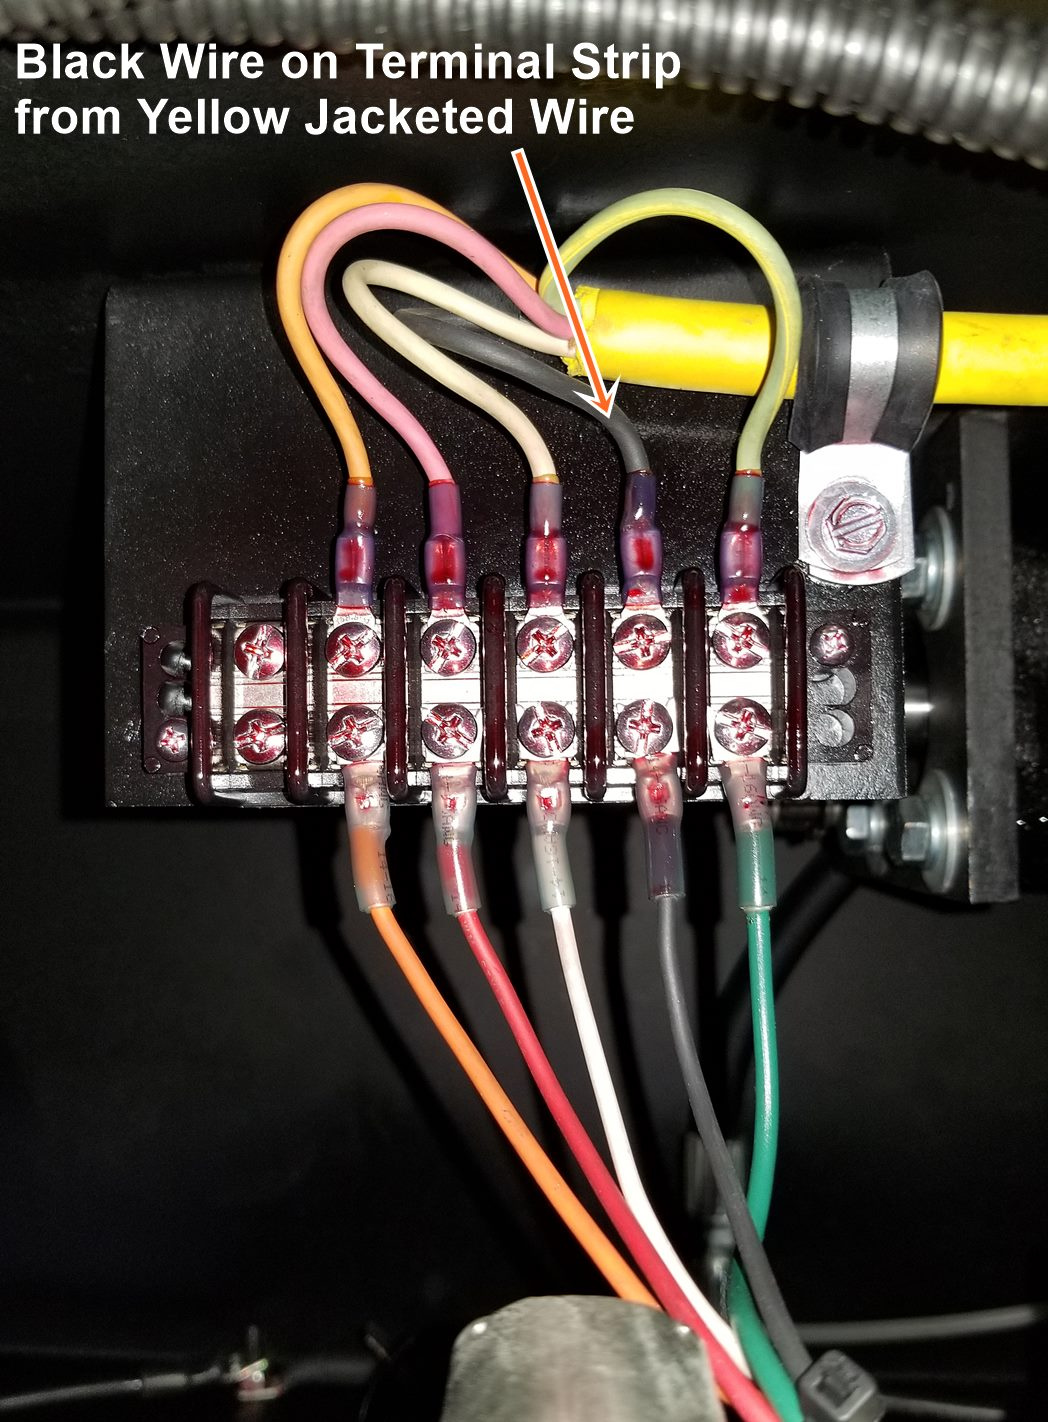 Black Wire on Terminal Strip
from Yellow Jacketed Wire